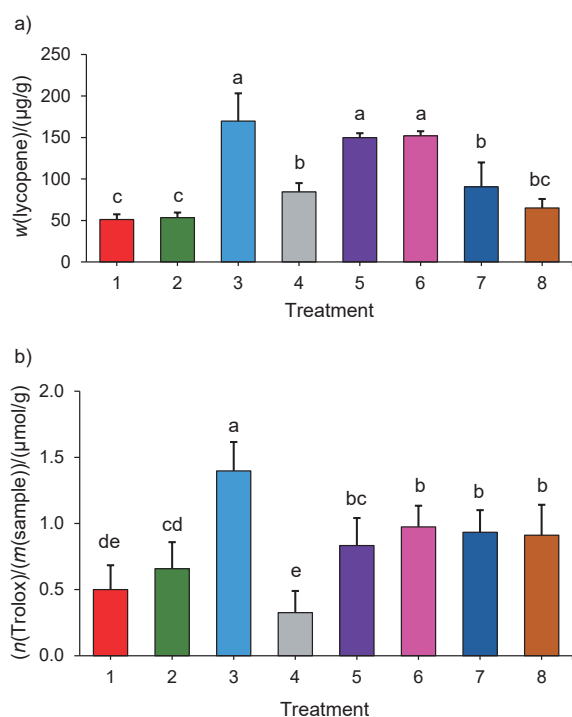 a)
w(lycopene)/(µg/g)
250
200
150
100
50
0
c c a b a a b bc
1 2 3 4 5 6 7 8
Treatment
b)
(n(Trolox)/(m(sample))/(µmol/g)
2.0
1.5
1.0
0.5
0.0
de cd a e bc b b b
1 2 3 4 5 6 7 8
Treatment